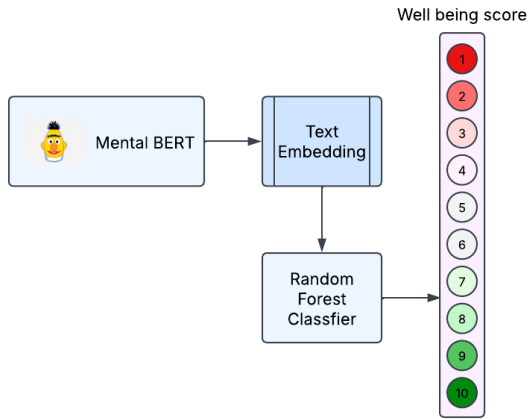 Well being score
Mental BERT
Text
Embedding
Random
Forest
Classfier
1
2
3
4
5
6
7
8
9
10